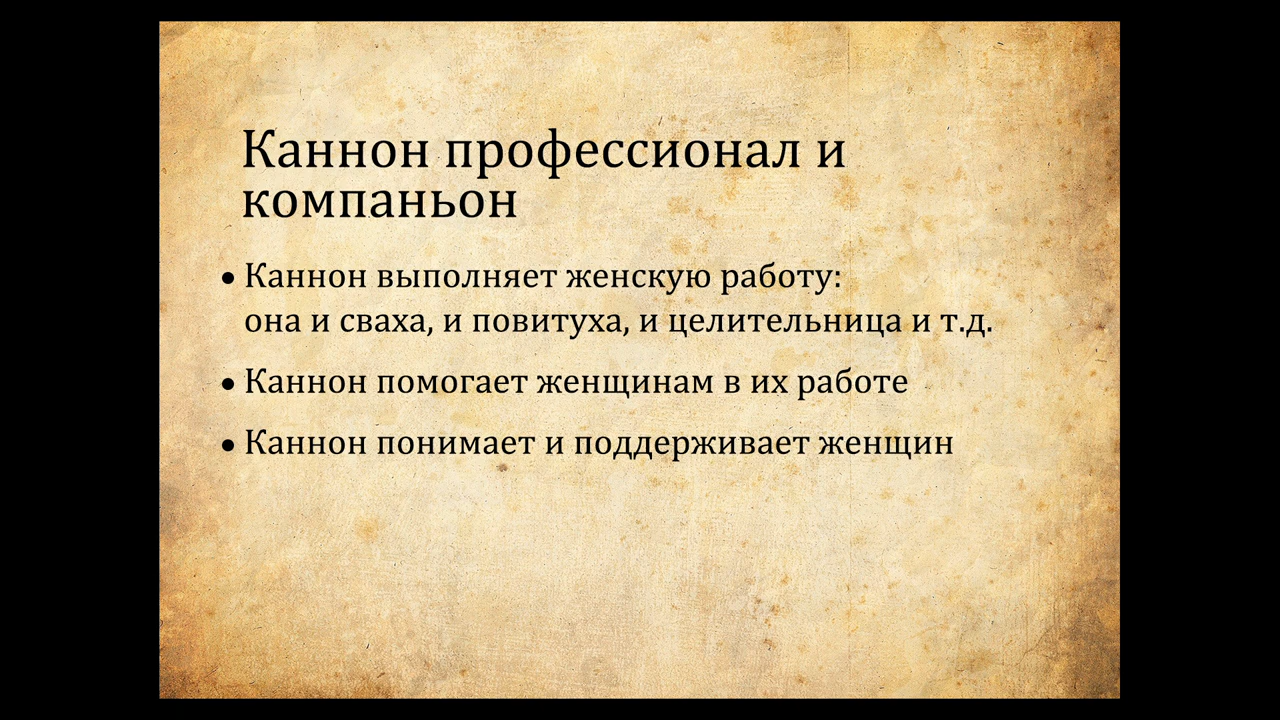 Каннон профессионал и
компаньон
• Каннон выполняет женскую работу:
она и сваха, и повитуха, и целительница и т.д.
• Каннон помогает женщинам в их работе
• Каннон понимает и поддерживает женщин